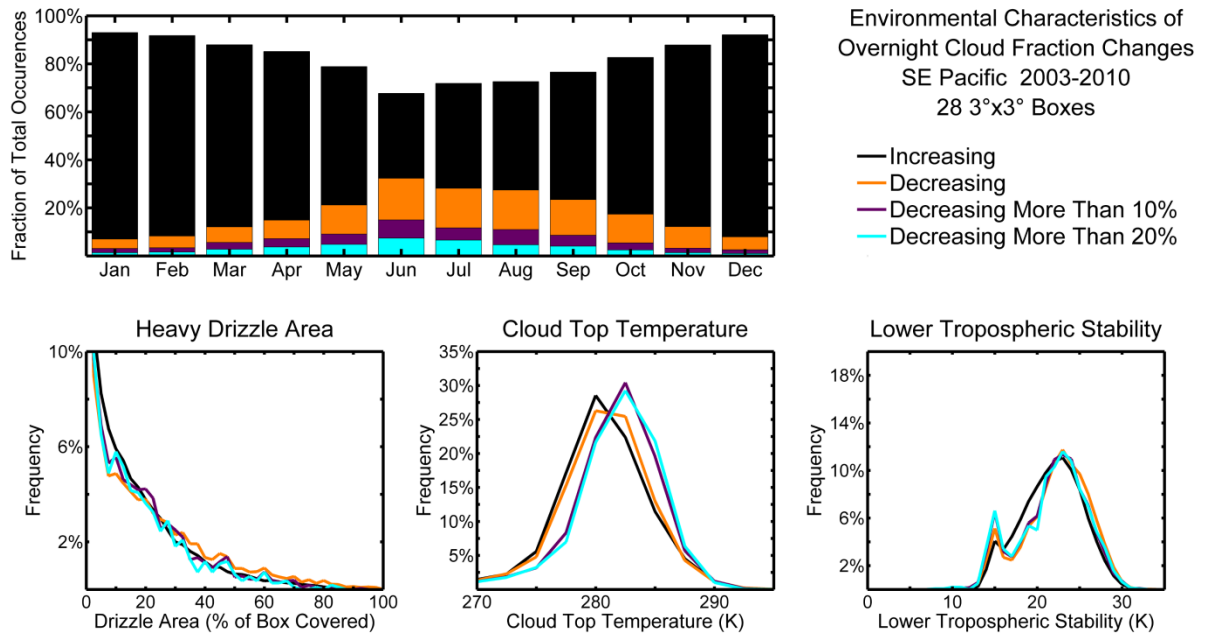 100%
80%
60%
40%
20%
Fraction of Total Occurences
Jan Feb Mar Apr May Jun Jul Aug Sep Oct Nov Dec
Environmental Characteristics of
Overnight Cloud Fraction Changes
SE Pacific 2003-2010
28 3°x3° Boxes
Increasing
Decreasing
Decreasing More Than 10%
Decreasing More Than 20%
Heavy Drizzle Area
10%
6%
2%
Frequency
0 20 40 60 80 100
Drizzle Area (% of Box Covered)
Cloud Top Temperature
35%
30%
25%
20%
15%
10%
5%
Frequency
270 280 290
Cloud Top Temperature (K)
Lower Tropospheric Stability
18%
14%
10%
6%
2%
Frequency
0 10 20 30
Lower Tropospheric Stability (K)